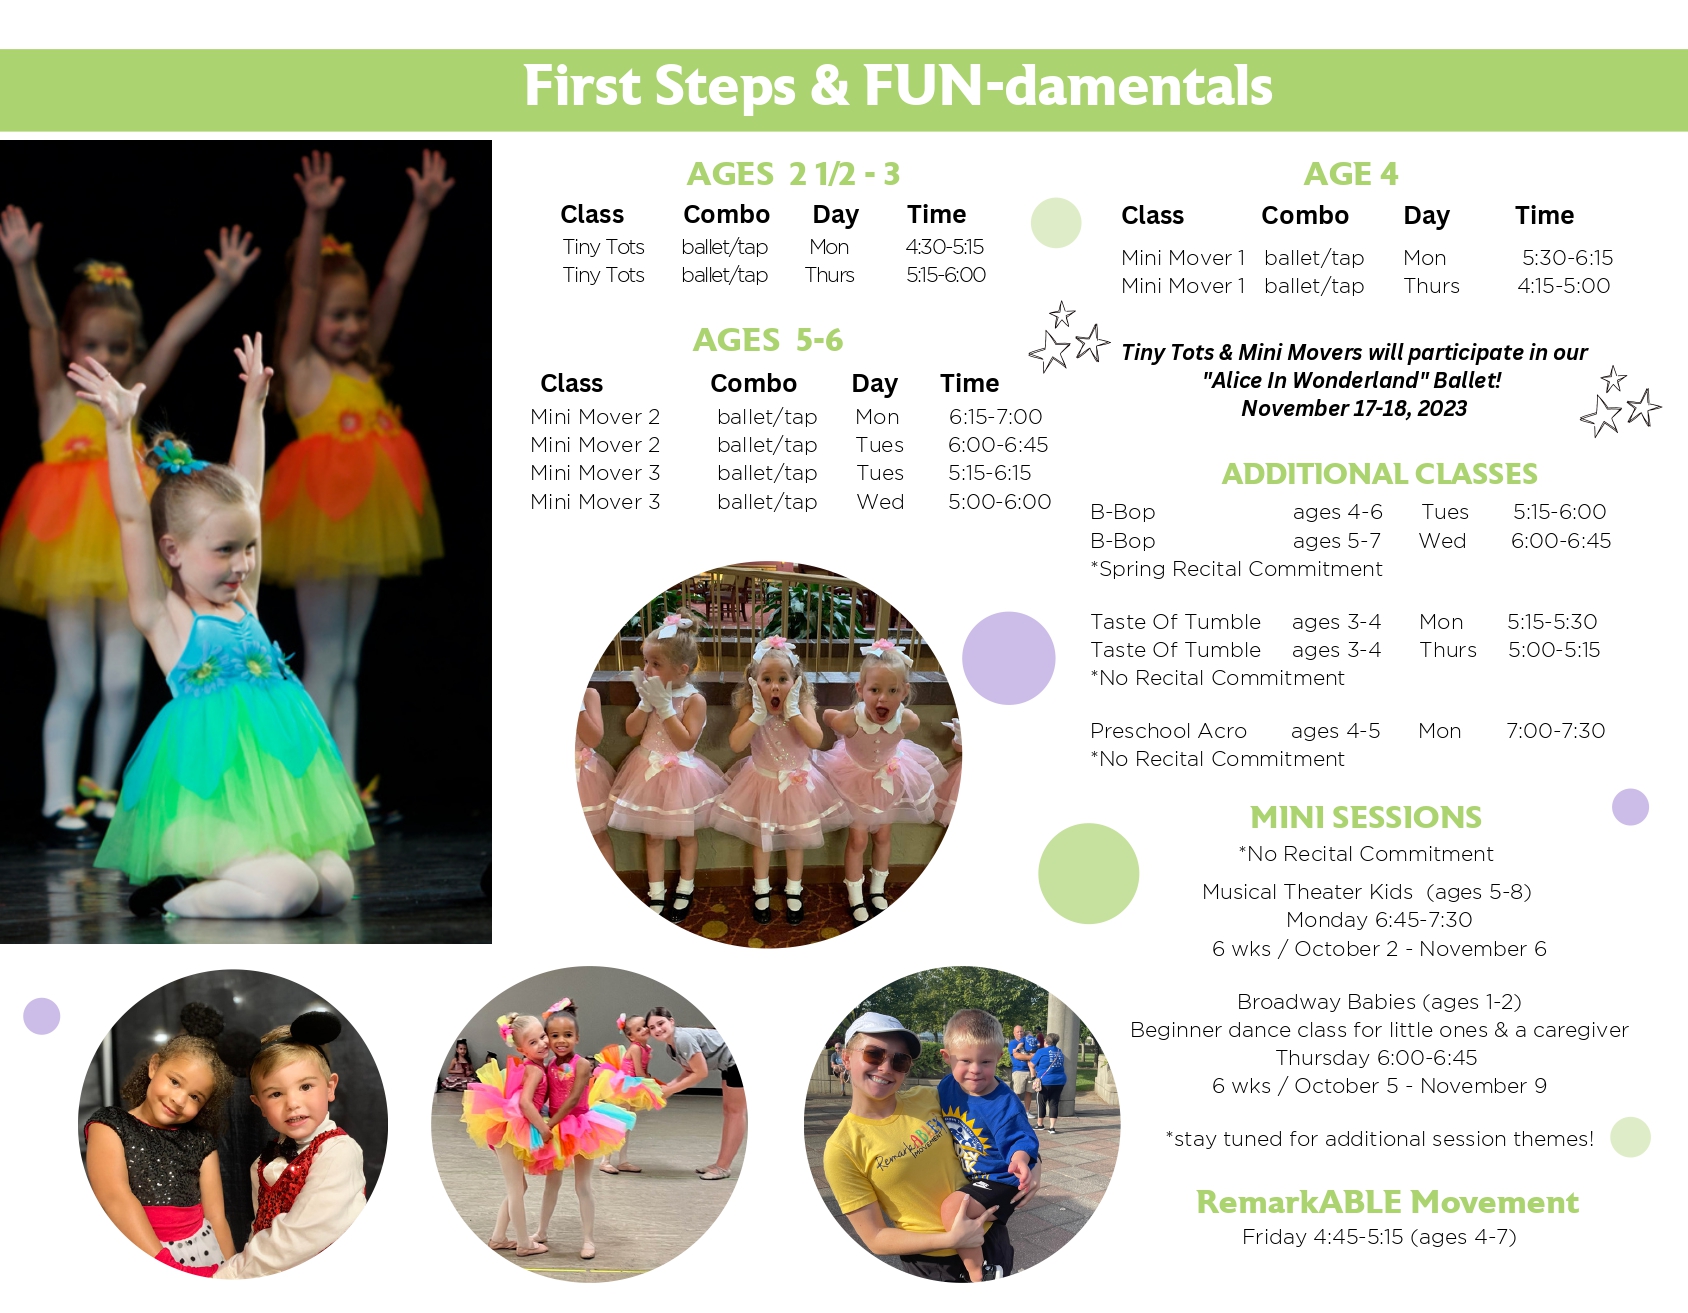 First Steps & FUN-damentals
AGES 2 1/2 - 3
Class Combo Day Time
Tiny Tots ballet/tap Mon 4:30-5:15
Tiny Tots ballet/tap Thurs 5:15-6:00
AGES 5-6
Class Combo Day Time
Mini Mover 2 ballet/tap Mon 6:15-7:00
Mini Mover 2 ballet/tap Tues 6:00-6:45
Mini Mover 3 ballet/tap Tues 5:15-6:15
Mini Mover 3 ballet/tap Wed 5:00-6:00
AGE 4
Class Combo Day Time
Mini Mover 1 ballet/tap Mon 5:30-6:15
Mini Mover 1 ballet/tap Thurs 4:15-5:00
Tiny Tots & Mini Movers will participate in our
"Alice In Wonderland" Ballet!
November 17-18, 2023
ADDITIONAL CLASSES
B-Bop ages 4-6 Tues 5:15-6:00
B-Bop ages 5-7 Wed 6:00-6:45
*Spring Recital Commitment
Taste Of Tumble ages 3-4 Mon 5:15-5:30
Taste Of Tumble ages 3-4 Thurs 5:00-5:15
*No Recital Commitment
Preschool Acro ages 4-5 Mon 7:00-7:30
*No Recital Commitment
MINI SESSIONS
*No Recital Commitment
Musical Theater Kids (ages 5-8)
Monday 6:45-7:30
6 wks / October 2 - November 6
Broadway Babies (ages 1-2)
Beginner dance class for little ones & a caregiver
Thursday 6:00-6:45
6 wks / October 5 - November 9
*stay tuned for additional session themes!
RemarkABLE Movement
Friday 4:45-5:15 (ages 4-7)
RemarkABLE
MOVEMENT